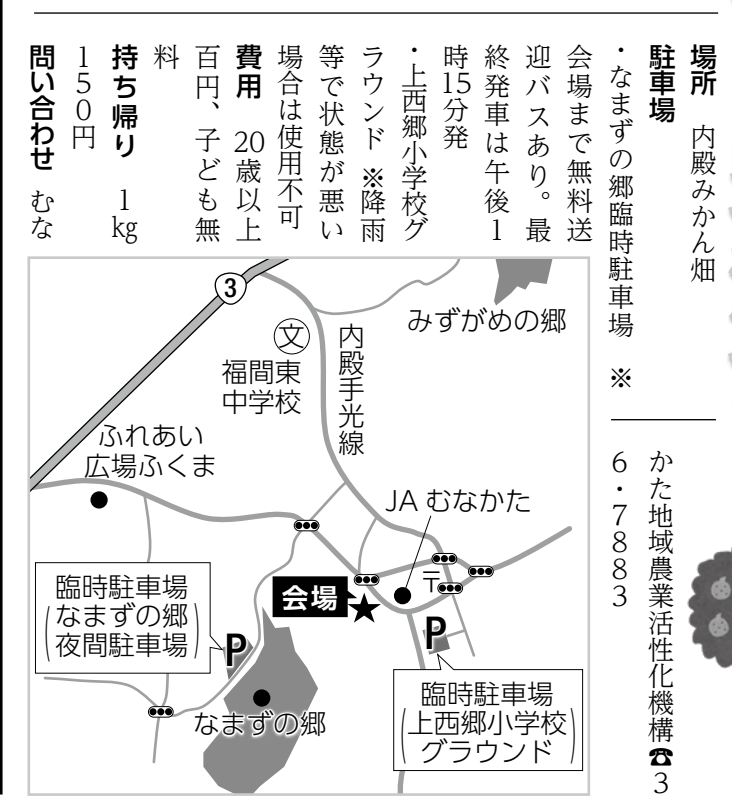 場所　内殿みかん畑
駐車場
・なまずの郷臨時駐車場　※
会場まで無料送
迎バスあり。最
終発車は午後1
時15分発
・上西郷小学校グ
ラウンド　※降雨
等で状態が悪い
場合は使用不可
費用　20歳以上
百円、子ども無
料
持ち帰り　1kg
150円
問い合わせ　むな
かた地域農業活性化機構☎3
6・7883
3
みずがめの郷
文
福間東
中学校
内殿手光線
ふれあい
広場ふくま
JA むなかた
〒
会場★
臨時駐車場
(なまずの郷
夜間駐車場)
P
なまずの郷
P
臨時駐車場
(上西郷小学校
グラウンド)